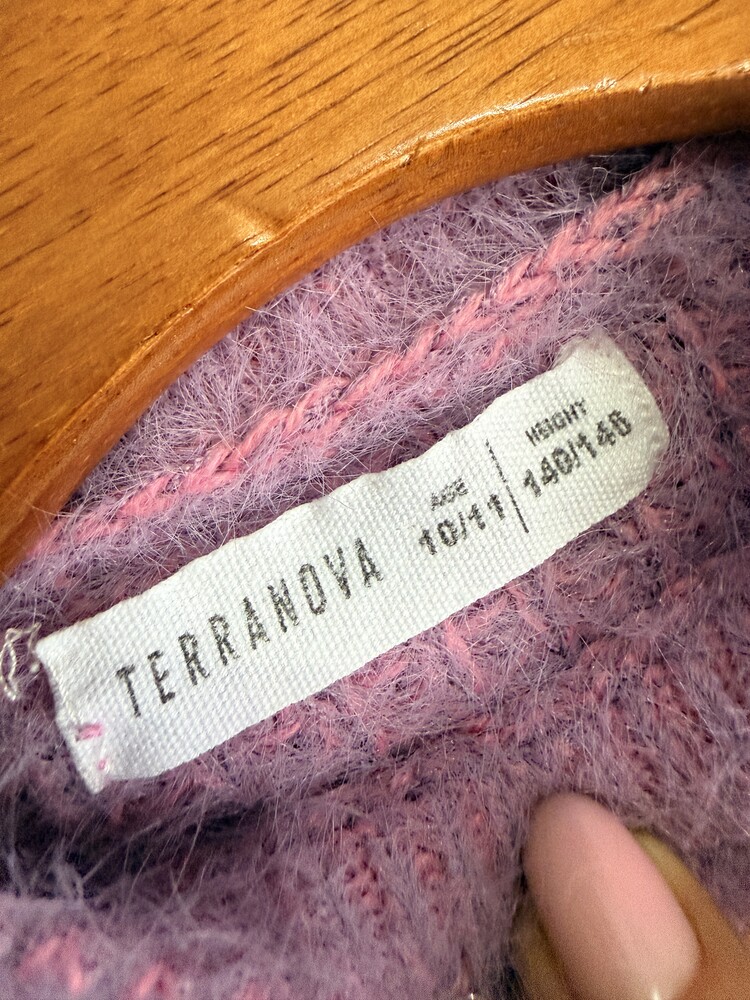 TERRANOVA
AGE
10/11
HEIGHT
140/146